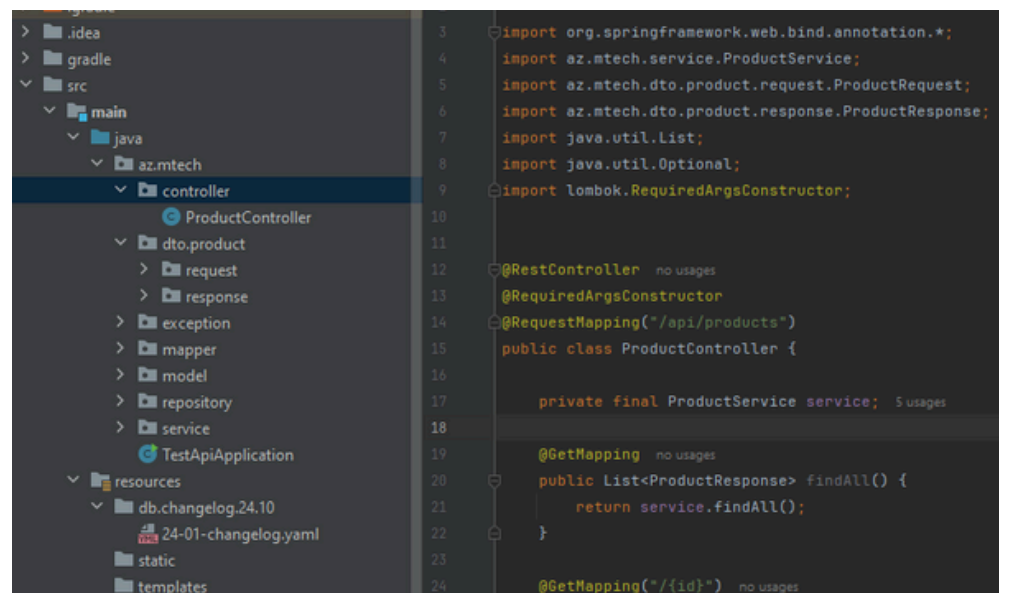 .idea
gradle
src
main
java
az.mtech
controller
ProductController
dto.product
request
response
exception
mapper
model
repository
service
TestApiApplication
resources
db.changelog.24.10
24-01-changelog.yaml
static
templates
3 import org.springframework.web.bind.annotation.*;
4 import az.mtech.service.ProductService;
5 import az.mtech.dto.product.request.ProductRequest;
6 import az.mtech.dto.product.response.ProductResponse;
7 import java.util.List;
8 import java.util.Optional;
9 import lombok.RequiredArgsConstructor;
10
11
12 @RestController no usages
13 @RequiredArgsConstructor
14 @RequestMapping("/api/products")
15 public class ProductController {
16
17 private final ProductService service; 5 usages
18
19 @GetMapping no usages
20 public List<ProductResponse> findAll() {
21 return service.findAll();
22 }
23
24 @GetMapping("/{id}") no usages